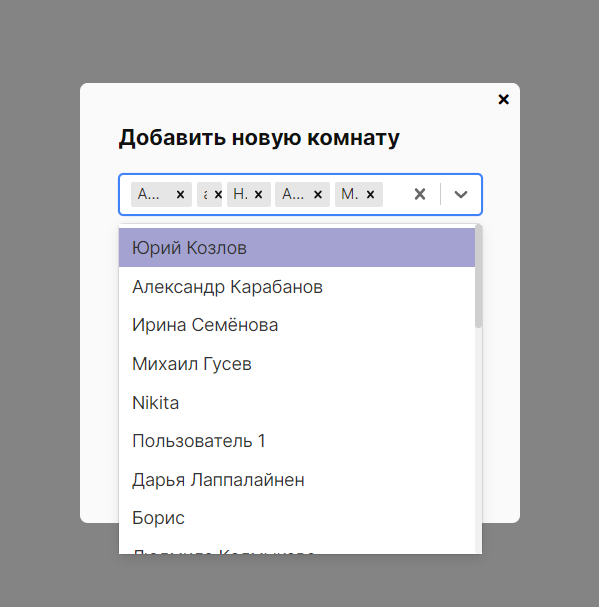 Добавить новую комнату
А... а Н. А... М.
Юрий Козлов
Александр Карабанов
Ирина Семёнова
Михаил Гусев
Nikita
Пользователь 1
Дарья Лаппалайнен
Борис